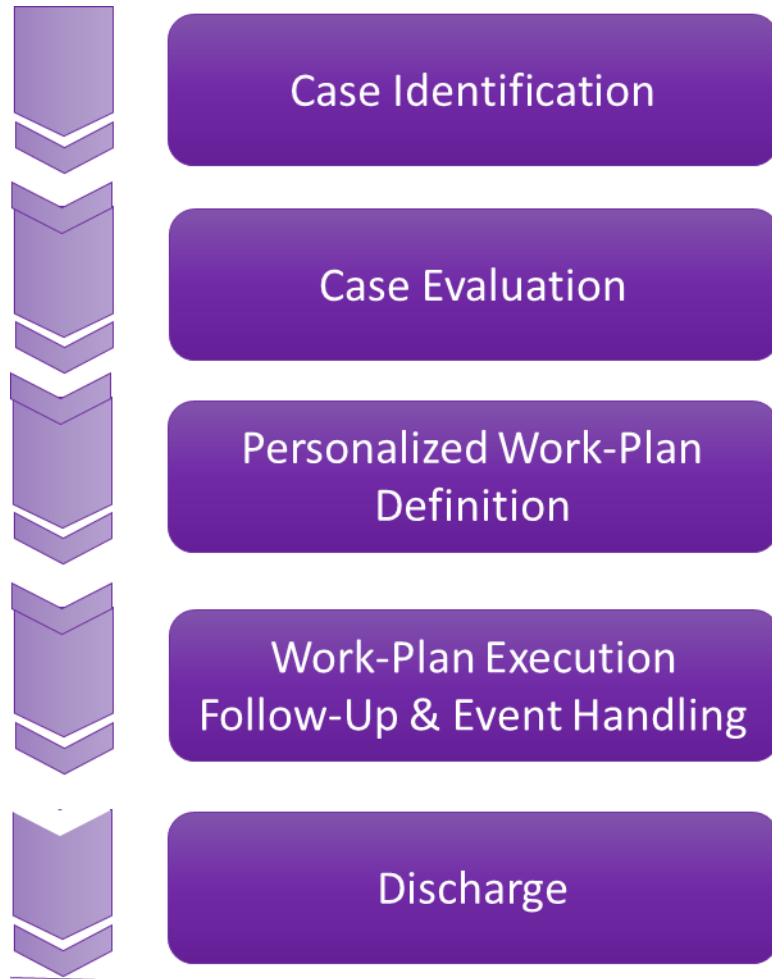 Case Identification
Case Evaluation
Personalized Work-Plan
Definition
Work-Plan Execution
Follow-Up & Event Handling
Discharge